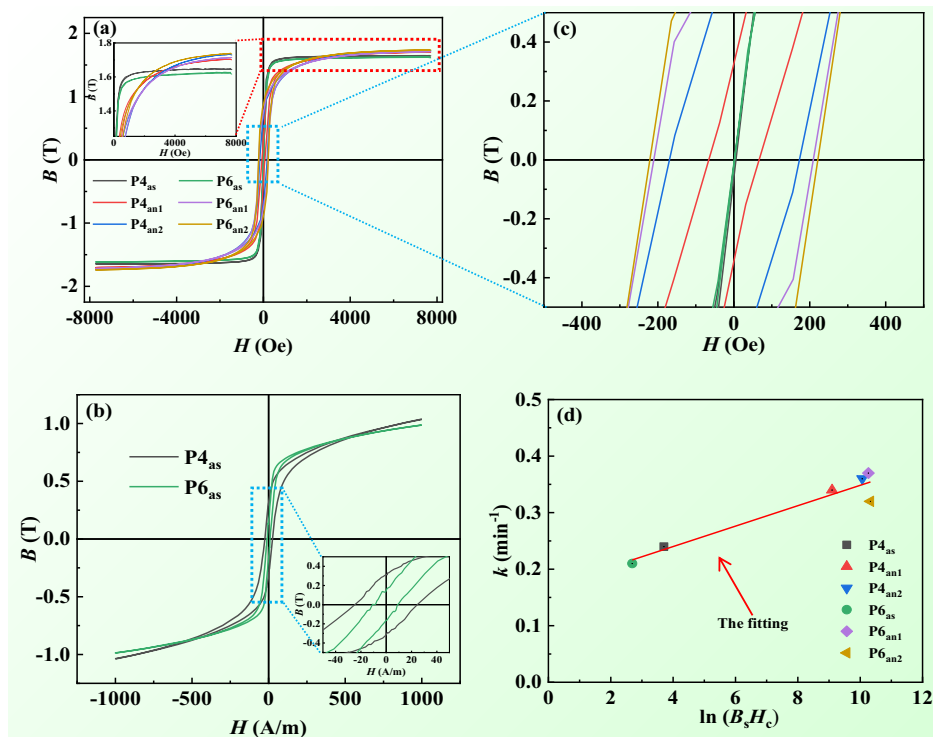 (a)
2
1
0
-1
-2
B (T)
-8000
-4000
0
4000
8000
H (Oe)
1.8
1.6
1.4
B (T)
0
4000
8000
H (Oe)
P4as
P6as
P4an1
P6an1
P4an2
P6an2
(c)
0.4
0.2
0.0
-0.2
-0.4
B (T)
-400
-200
0
200
400
H (Oe)
(b)
1.0
0.5
0.0
-0.5
-1.0
B (T)
P4as
P6as
-1000
-500
0
500
1000
H (A/m)
0.4
0.2
0.0
-0.2
-0.4
B (T)
-40
-20
0
20
40
H (A/m)
(d)
0.5
0.4
0.3
0.2
0.1
0.0
k (min-1)
The fitting
P4as
P4an1
P4an2
P6as
P6an1
P6an2
0
2
4
6
8
10
12
ln (BsHc)